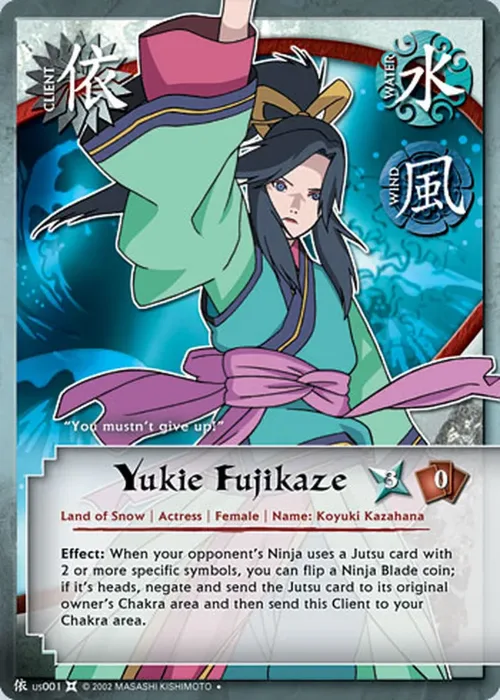 CLIENT
依
WATER
水
WIND
風
"You mustn't give up!"
Yukie Fujikaze
3
0
Land of Snow | Actress | Female | Name: Koyuki Kazahana
Effect: When your opponent's Ninja uses a Jutsu card with
2 or more specific symbols, you can flip a Ninja Blade coin;
if it's heads, negate and send the Jutsu card to its original
owner's Chakra area and then send this Client to your
Chakra area.
依 US001 © 2002 MASASHI KISHIMOTO •